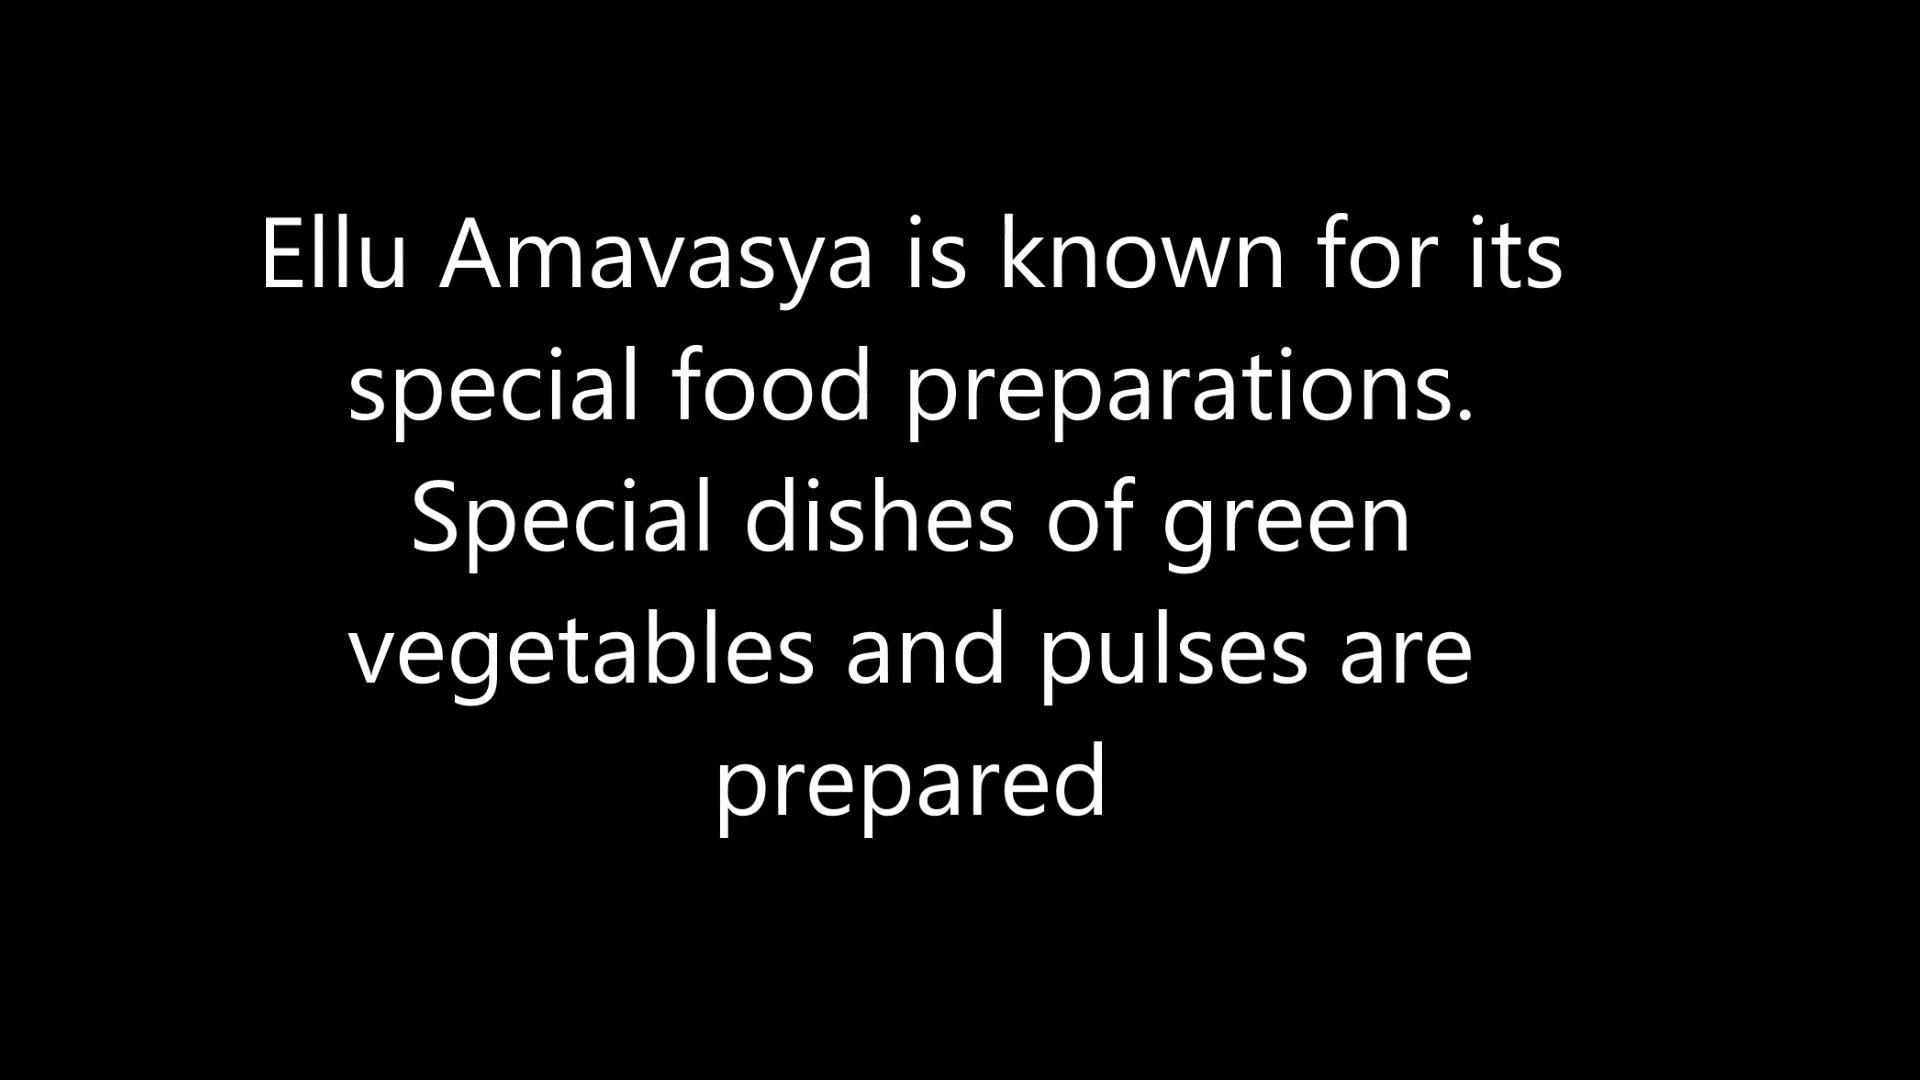 Ellu Amavasya is known for its
special food preparations.
Special dishes of green
vegetables and pulses are
prepared